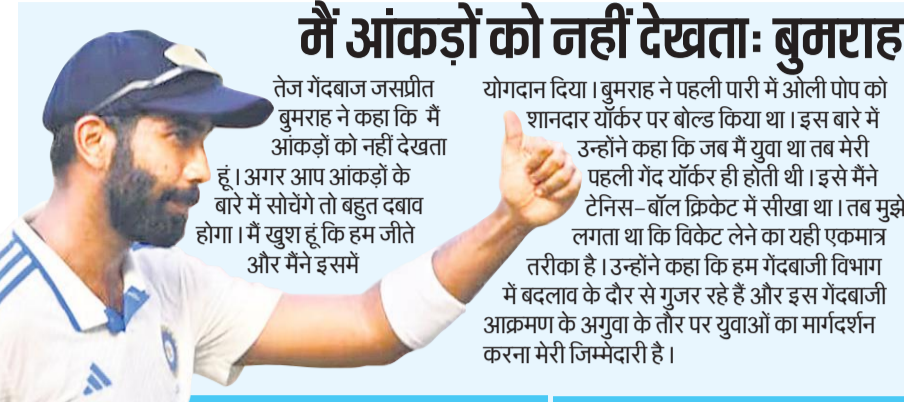 मैं आंकड़ों को नहीं देखताः बुमराह
तेज गेंदबाज जसप्रीत
बुमराह ने कहा कि मैं
आंकड़ों को नहीं देखता
हूं। अगर आप आंकड़ों के
बारे में सोचेंगे तो बहुत दबाव
होगा। मैं खुश हूं कि हम जीते
और मैंने इसमें
योगदान दिया। बुमराह ने पहली पारी में ओली पोप को
शानदार यॉर्कर पर बोल्ड किया था। इस बारे में
उन्होंने कहा कि जब मैं युवा था तब मेरी
पहली गेंद यॉर्कर ही होती थी। इसे मैंने
टेनिस-बॉल क्रिकेट में सीखा था। तब मुझे
लगता था कि विकेट लेने का यही एकमात्र
तरीका है। उन्होंने कहा कि हम गेंदबाजी विभाग
में बदलाव के दौर से गुजर रहे हैं और इस गेंदबाजी
आक्रमण के अगुवा के तौर पर युवाओं का मार्गदर्शन
करना मेरी जिम्मेदारी है।